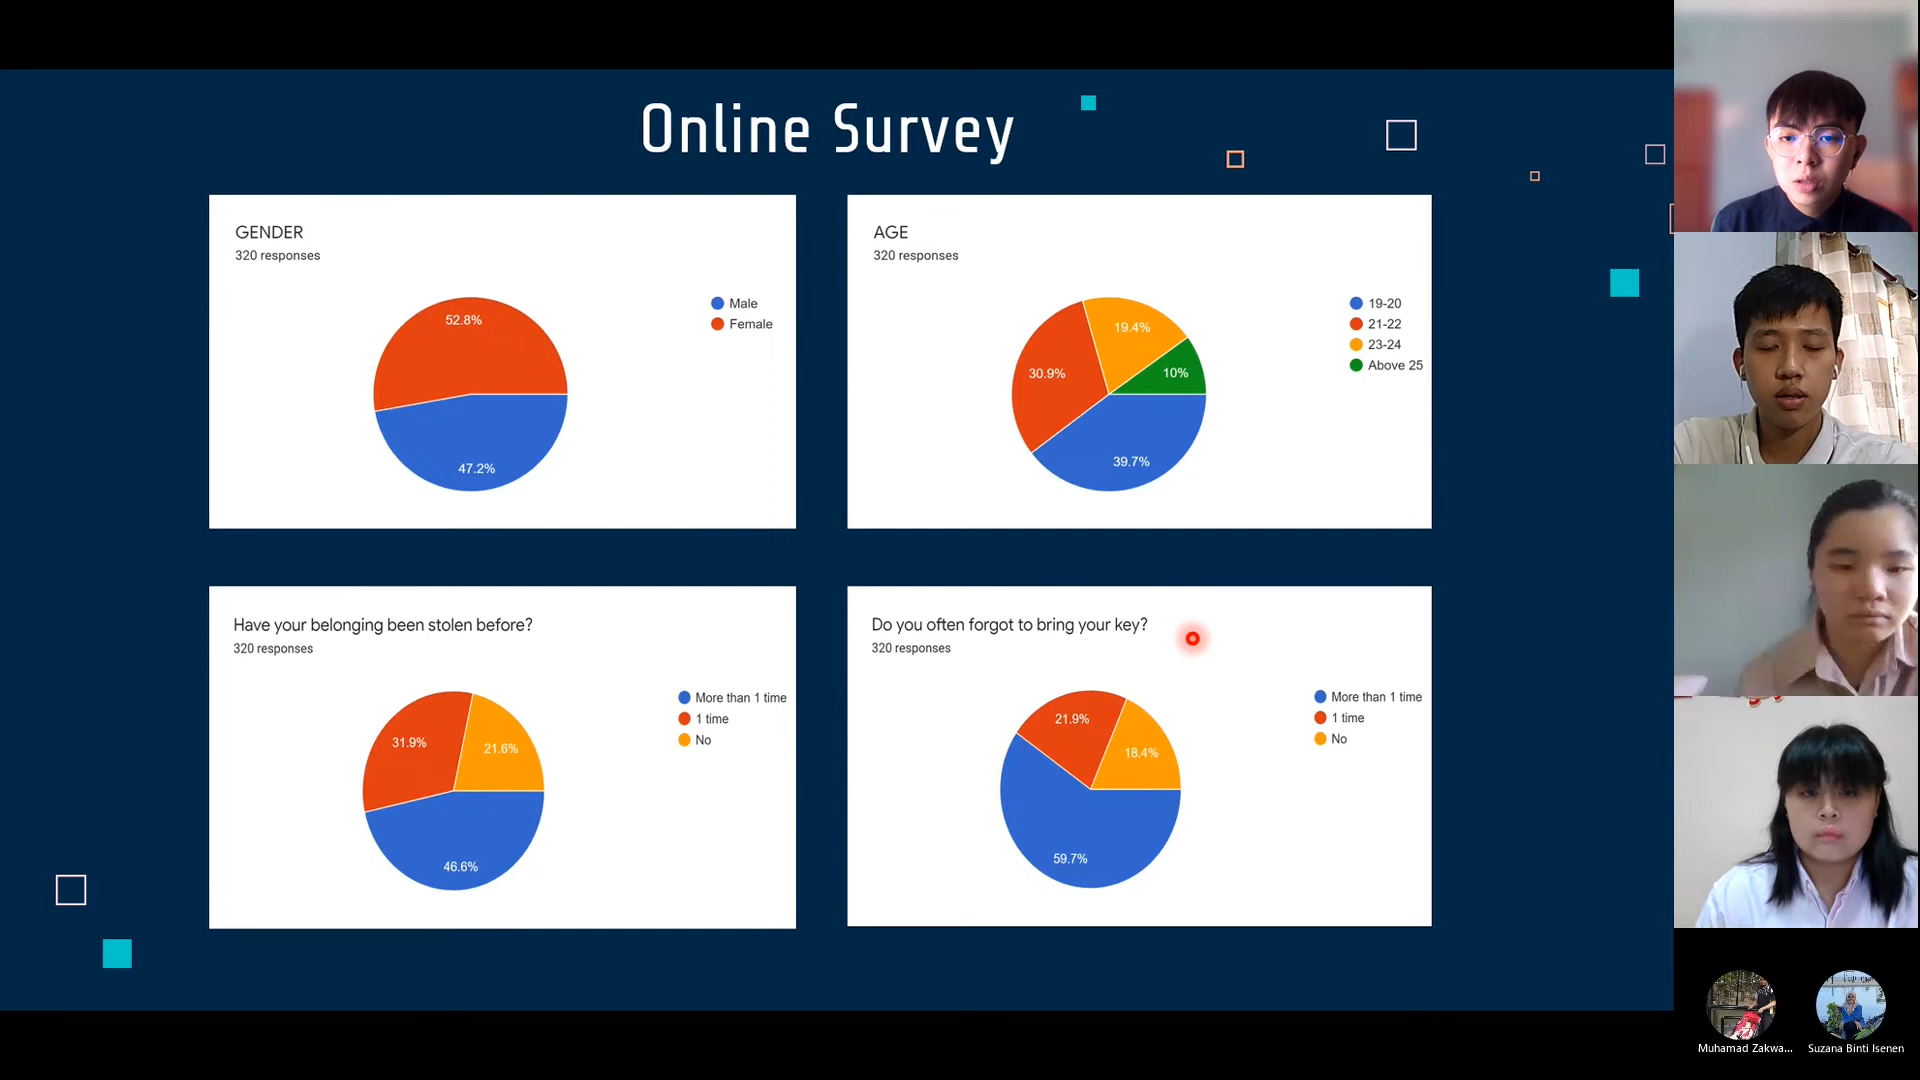 Online Survey
GENDER
320 responses
Male
Female
52.8%
47.2%
AGE
320 responses
19-20
21-22
23-24
Above 25
19.4%
30.9%
10%
39.7%
Have your belonging been stolen before?
320 responses
More than 1 time
1 time
No
31.9%
21.6%
46.6%
Do you often forgot to bring your key?
320 responses
More than 1 time
1 time
No
21.9%
18.4%
59.7%
Muhamad Zakwa...
Suzana Binti Isenen